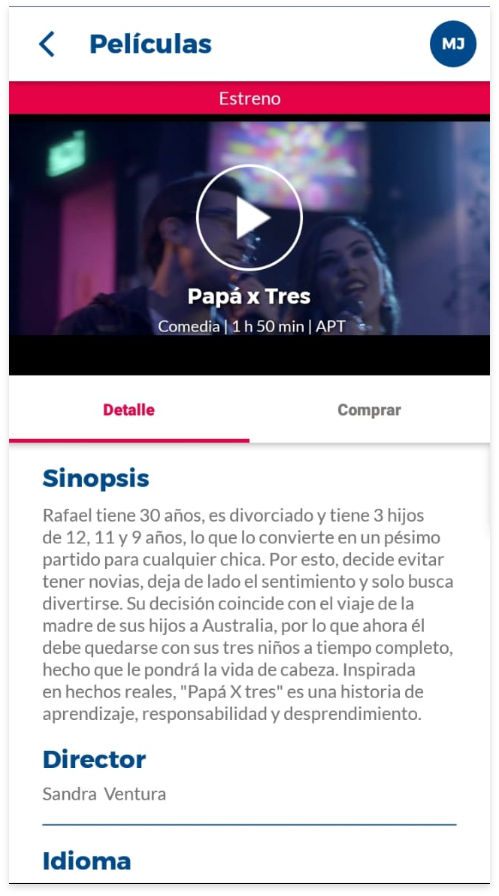 Películas
MJ
Estreno
Papá x Tres
Comedia | 1 h 50 min | APT
Detalle
Comprar
Sinopsis
Rafael tiene 30 años, es divorciado y tiene 3 hijos
de 12, 11 y 9 años, lo que lo convierte en un pésimo
partido para cualquier chica. Por esto, decide evitar
tener novias, deja de lado el sentimiento y solo busca
divertirse. Su decisión coincide con el viaje de la
madre de sus hijos a Australia, por lo que ahora él
debe quedarse con sus tres niños a tiempo completo,
hecho que le pondrá la vida de cabeza. Inspirada
en hechos reales, "Papá X tres" es una historia de
aprendizaje, responsabilidad y desprendimiento.
Director
Sandra Ventura
Idioma